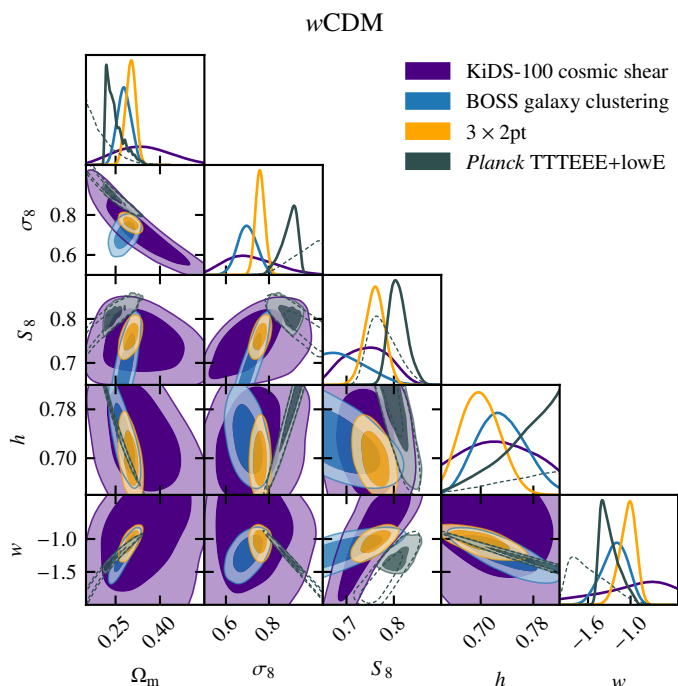 wCDM
KiDS-100 cosmic shear
BOSS galaxy clustering
3 × 2pt
Planck TTTEEE+lowE
σ8
0.8
0.6
S8
0.8
0.7
h
0.78
0.70
w
−1.0
−1.5
0.25 0.40 0.6 0.8 0.7 0.8 0.70 0.78 −1.6 −1.0
Ωm σ8 S8 h w